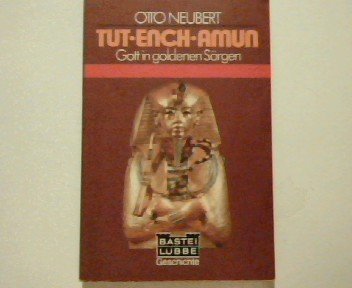 OTTO NEUBERT
TUT-ENCH-AMUN
Gott in goldenen Särgen
BASTEI
LÜBBE
Geschichte